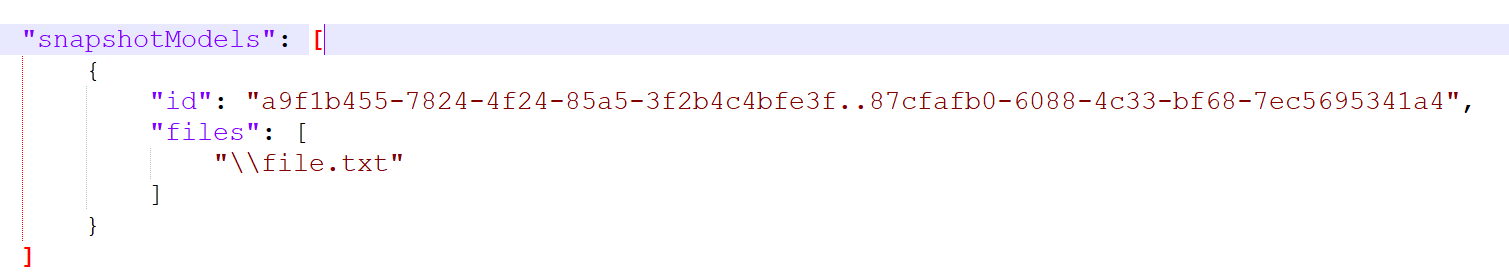 "snapshotModels": [
{
"id": "a9f1b455-7824-4f24-85a5-3f2b4c4bfe3f..87cfafb0-6088-4c33-bf68-7ec5695341a4",
"files": [
"\\file.txt"
]
}
]